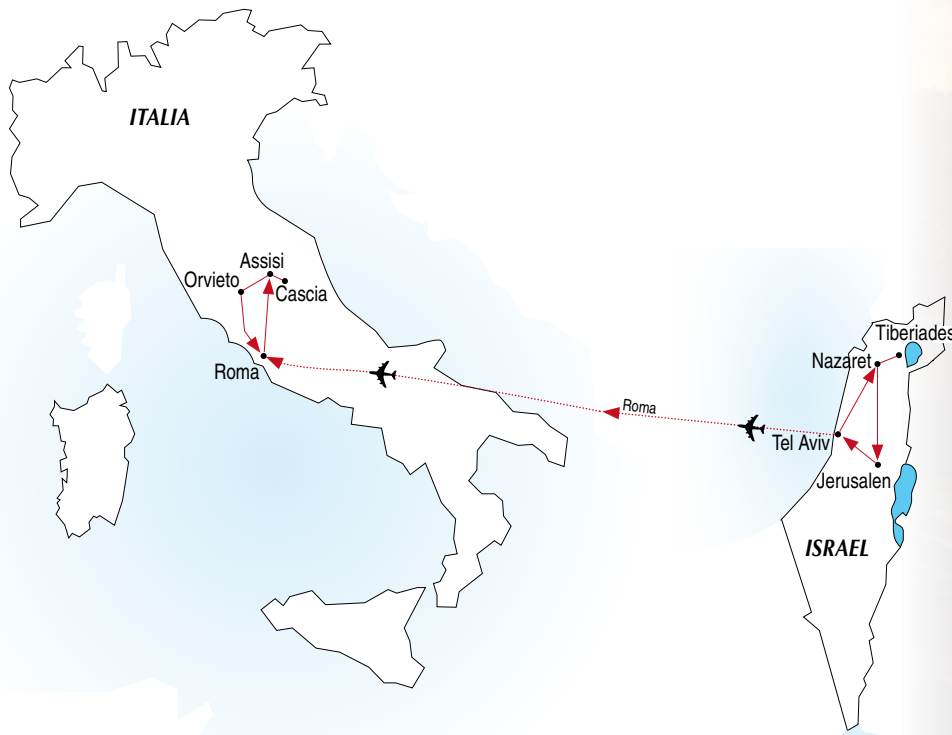 ITALIA
Assisi
Orvieto
Cascia
Roma
Roma
Tiberiades
Nazaret
Tel Aviv
Jerusalen
ISRAEL